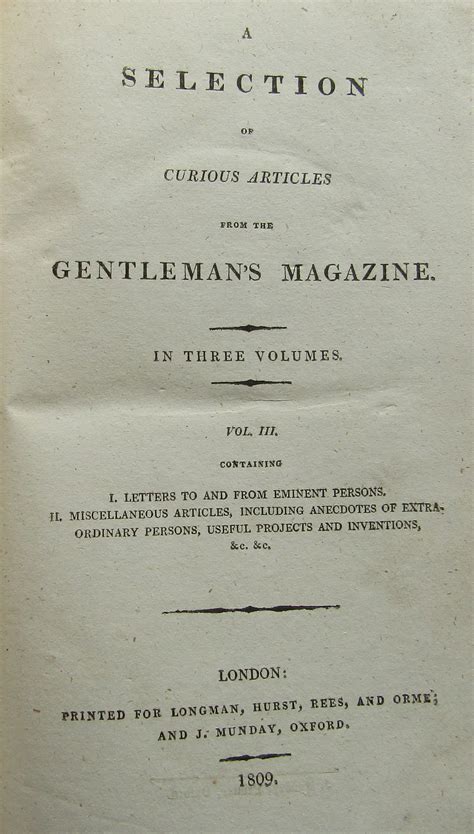 A
SELECTION
OF
CURIOUS ARTICLES
FROM THE
GENTLEMAN'S MAGAZINE.
IN THREE VOLUMES.
VOL. III.
CONTAINING
I. LETTERS TO AND FROM EMINENT PERSONS.
II. MISCELLANEOUS ARTICLES, INCLUDING ANECDOTES OF EXTRA-
ORDINARY PERSONS, USEFUL PROJECTS AND INVENTIONS,
&c. &c.
LONDON:
PRINTED FOR LONGMAN, HURST, REES, AND ORME;
AND J. MUNDAY, OXFORD.
1809.